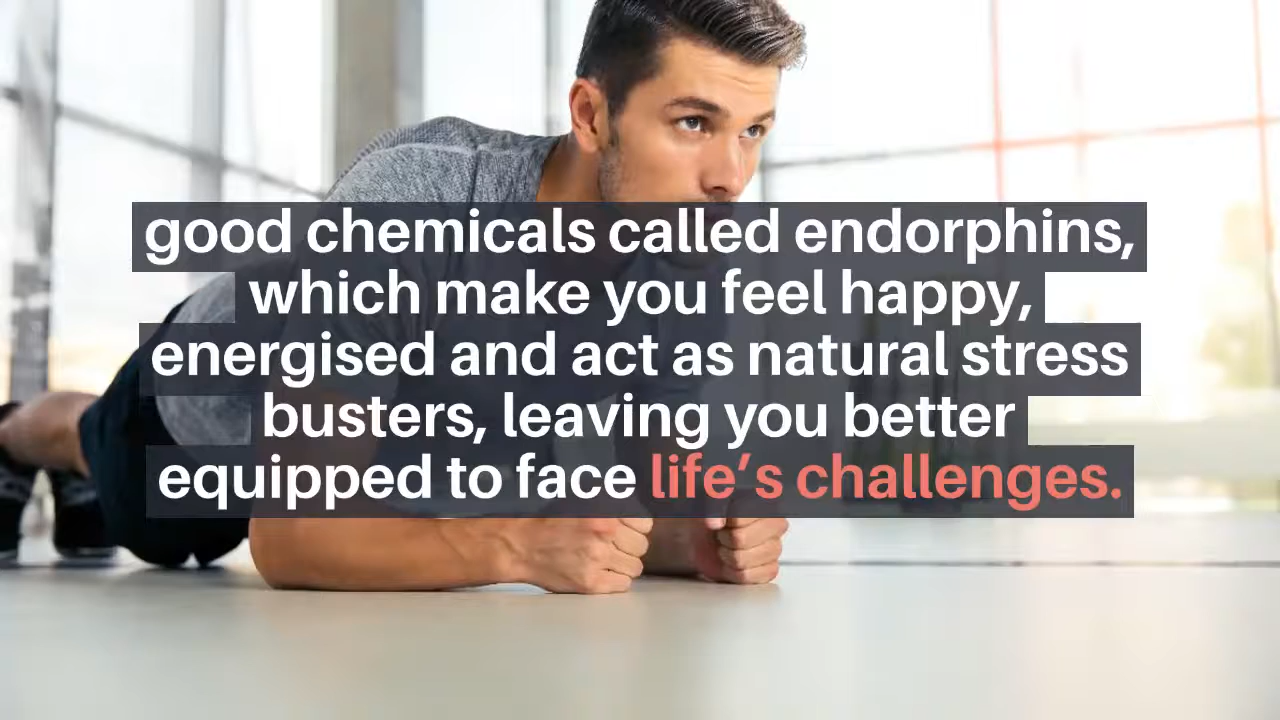 good chemicals called endorphins,
which make you feel happy,
energised and act as natural stress
busters, leaving you better
equipped to face life’s challenges.